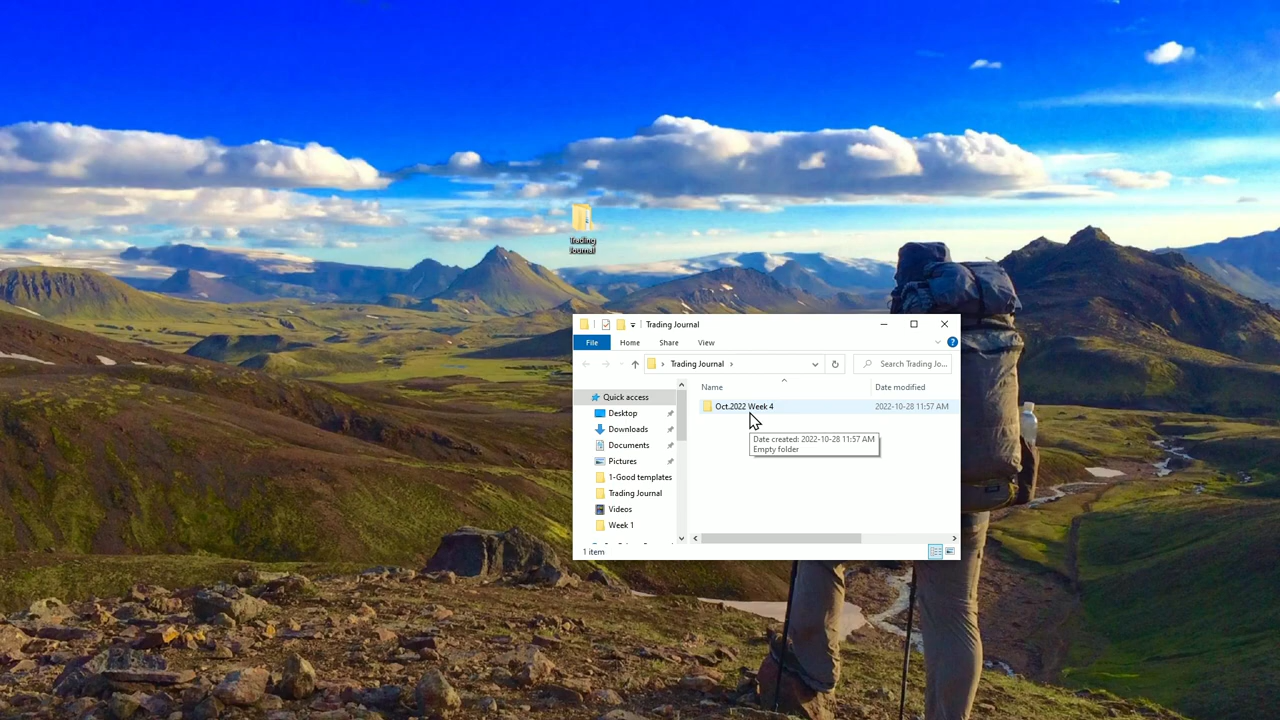 Trading
Journal
Trading Journal
File Home Share View
Trading Journal
Search Trading Jo...
Name Date modified
Quick access
Desktop
Downloads
Documents
Pictures
1-Good templates
Trading Journal
Videos
Week 1
Oct.2022 Week 4 2022-10-28 11:57 AM
Date created: 2022-10-28 11:57 AM
Empty folder
1 item